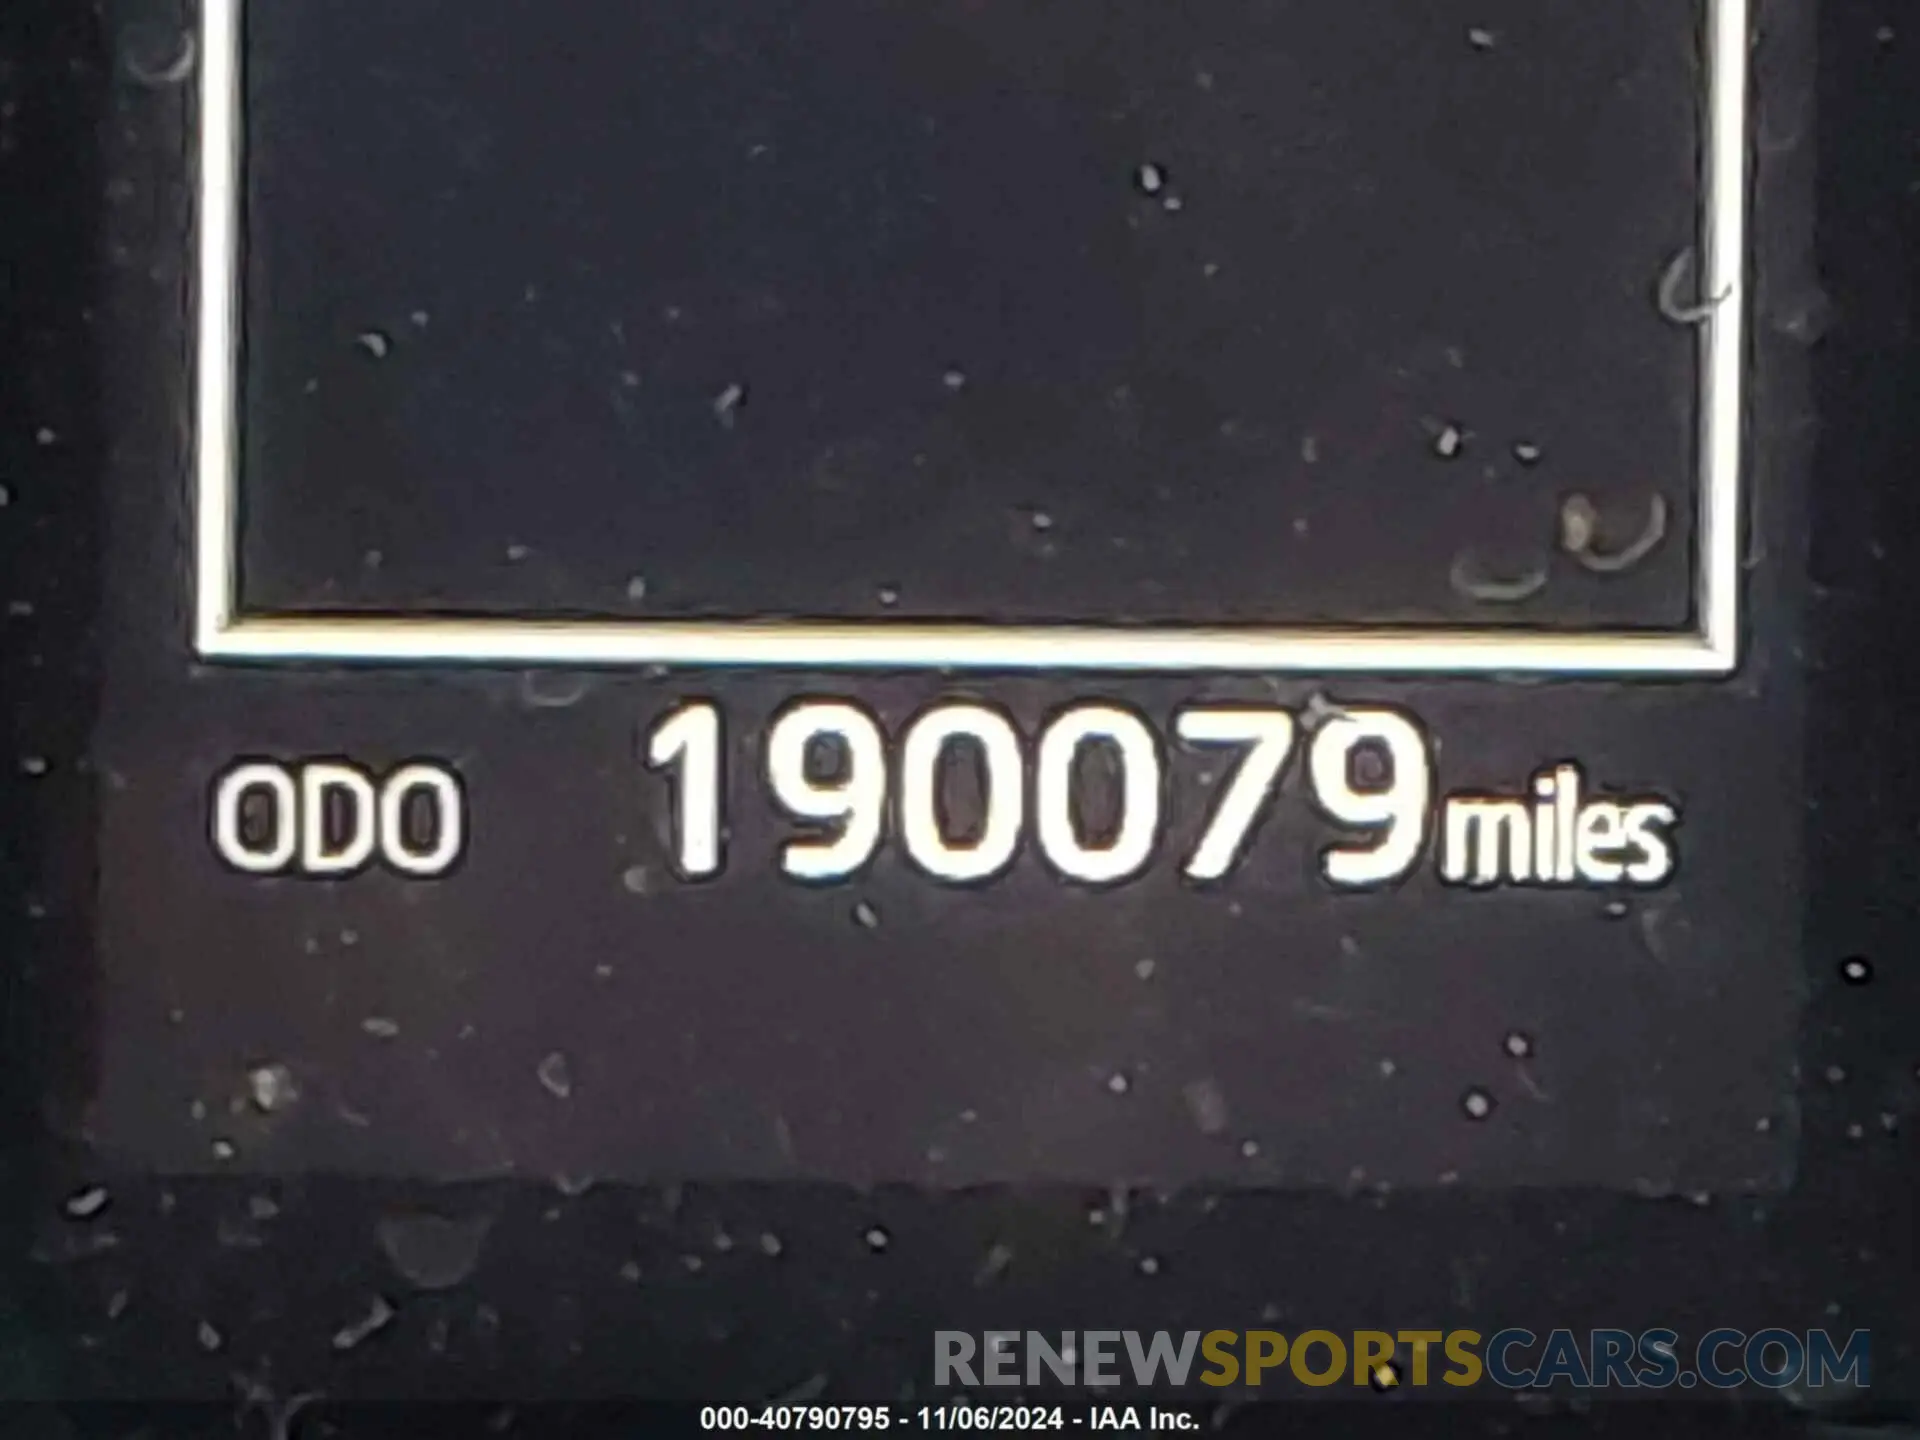 ODO 190079 miles
RENEWSPORTSCARS.COM
000-40790795 - 11/06/2024 - IAA Inc.